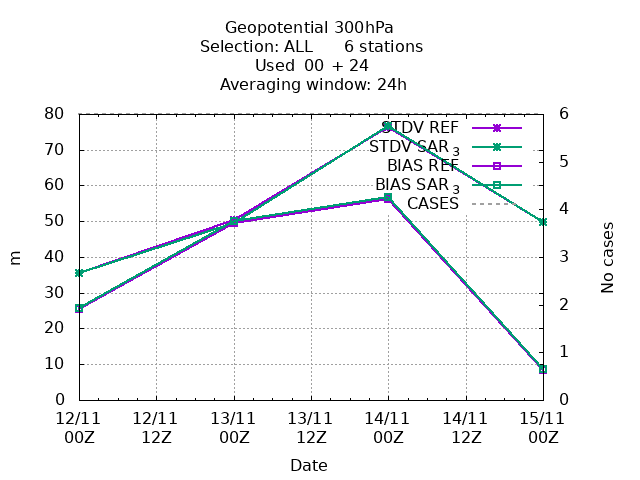 Geopotential 300hPa
Selection: ALL 6 stations
Used 00 + 24
Averaging window: 24h
80
70
60
50
40
30
20
10
0
m
6
5
4
3
2
1
0
No cases
STDV REF
STDV SAR 3
BIAS REF
BIAS SAR 3
CASES
12/11 12/11 13/11 13/11 14/11 14/11 15/11
00Z 12Z 00Z 12Z 00Z 12Z 00Z
Date